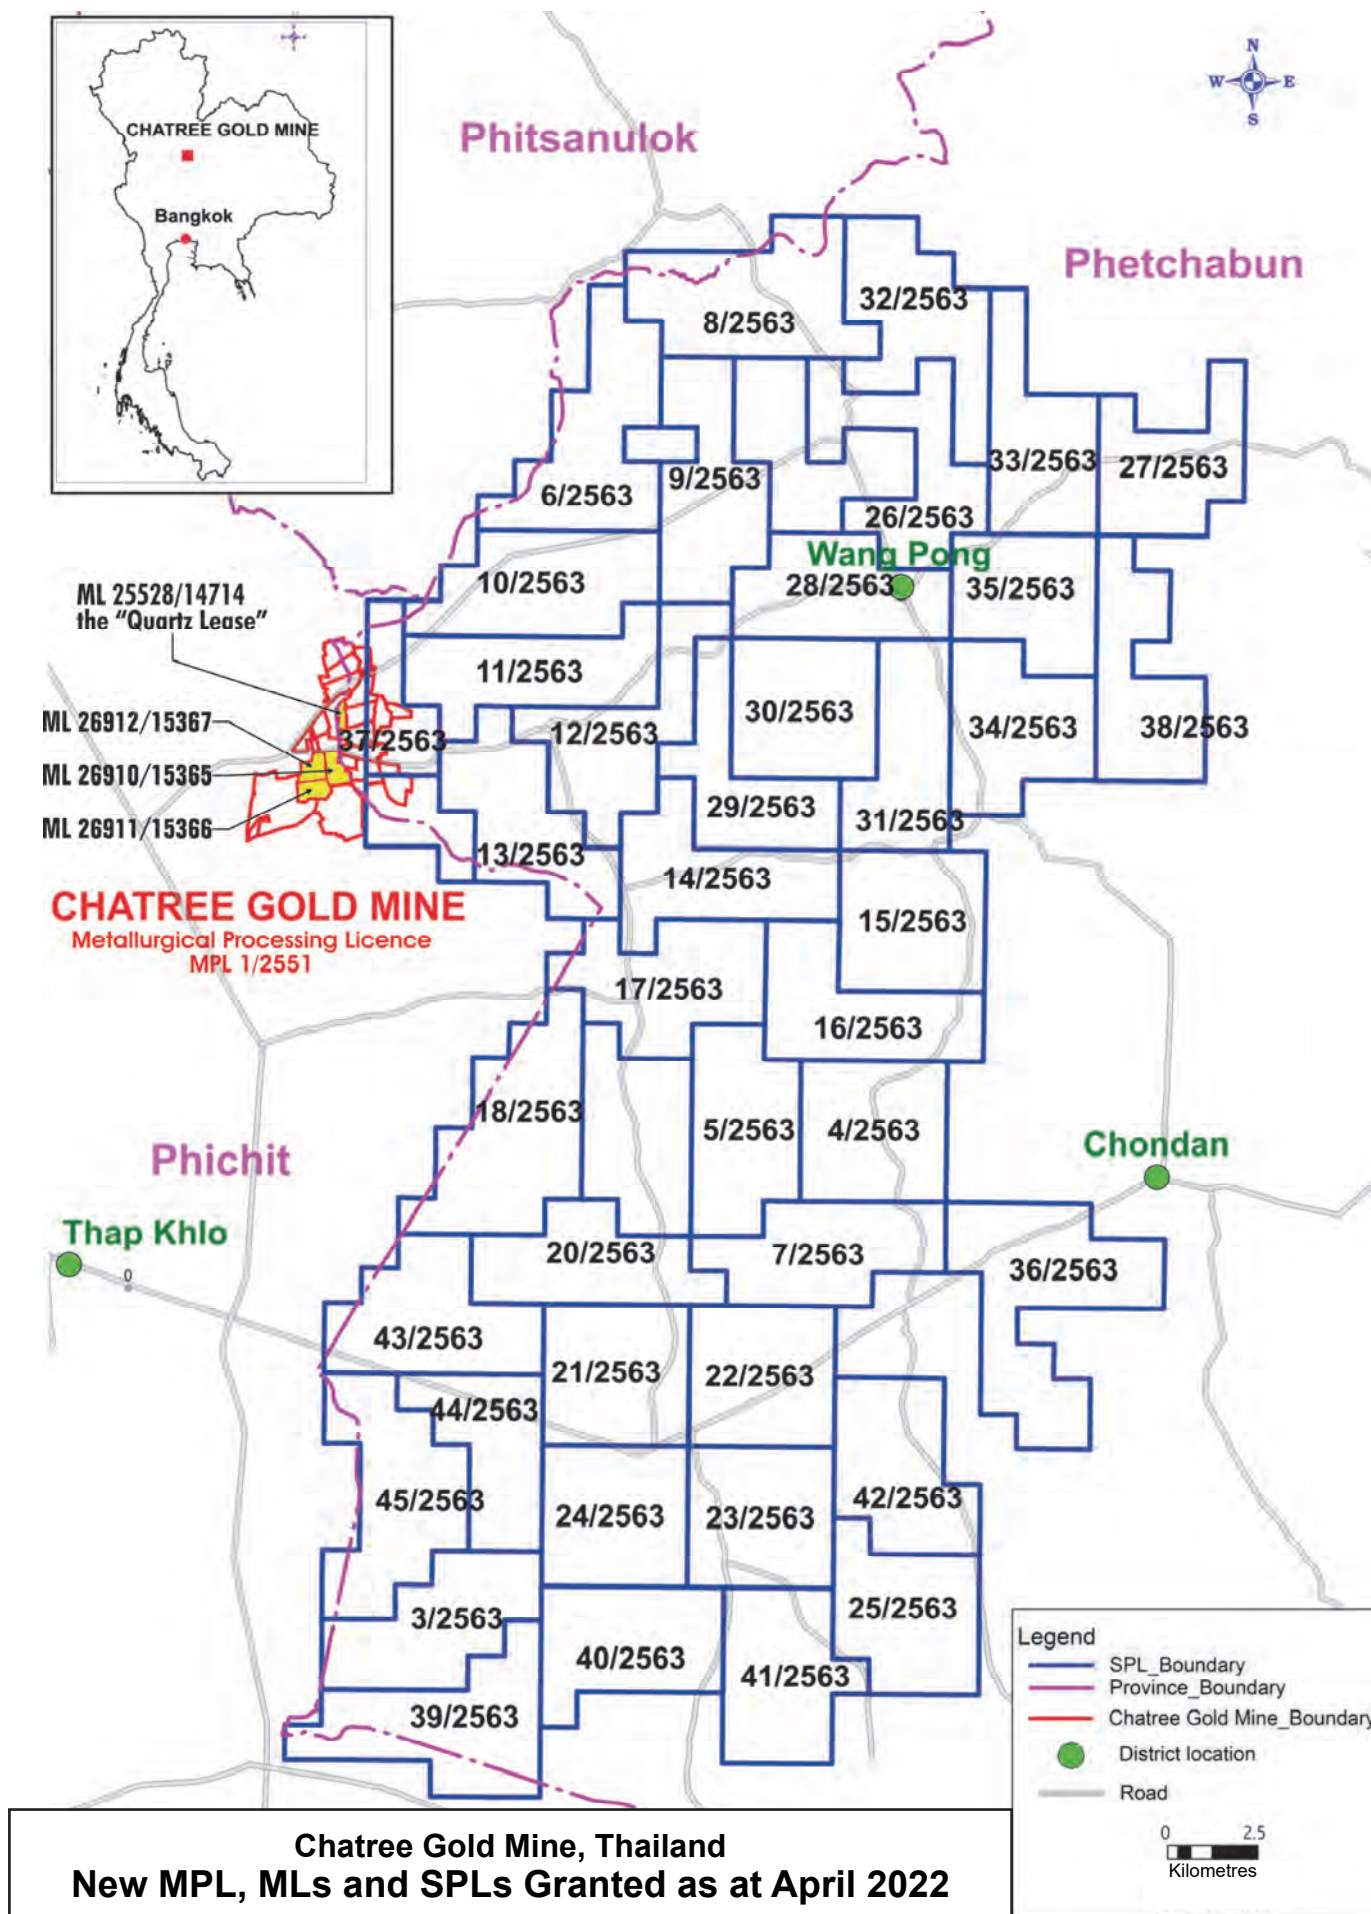 CHATREE GOLD MINE
Bangkok
N
W E
S
Phitsanulok
Phetchabun
32/2563
8/2563
33/2563
27/2563
9/2563
6/2563
26/2563
Wang Pong
10/2563
28/2563
35/2563
ML 25528/14714
the “Quartz Lease”
11/2563
30/2563
ML 26912/15367
37/2563
12/2563
34/2563
38/2563
ML 26910/15365
29/2563
31/2563
ML 26911/15366
13/2563
14/2563
CHATREE GOLD MINE
Metallurgical Processing Licence
MPL 1/2551
15/2563
17/2563
16/2563
18/2563
5/2563
4/2563
Phichit
Chondan
Thap Khlo
0
20/2563
7/2563
36/2563
43/2563
21/2563
22/2563
44/2563
45/2563
24/2563
23/2563
42/2563
3/2563
25/2563
40/2563
41/2563
39/2563
Legend
SPL_Boundary
Province_Boundary
Chatree Gold Mine_Boundary
District location
Road
0 2.5
Kilometres
Chatree Gold Mine, Thailand
New MPL, MLs and SPLs Granted as at April 2022